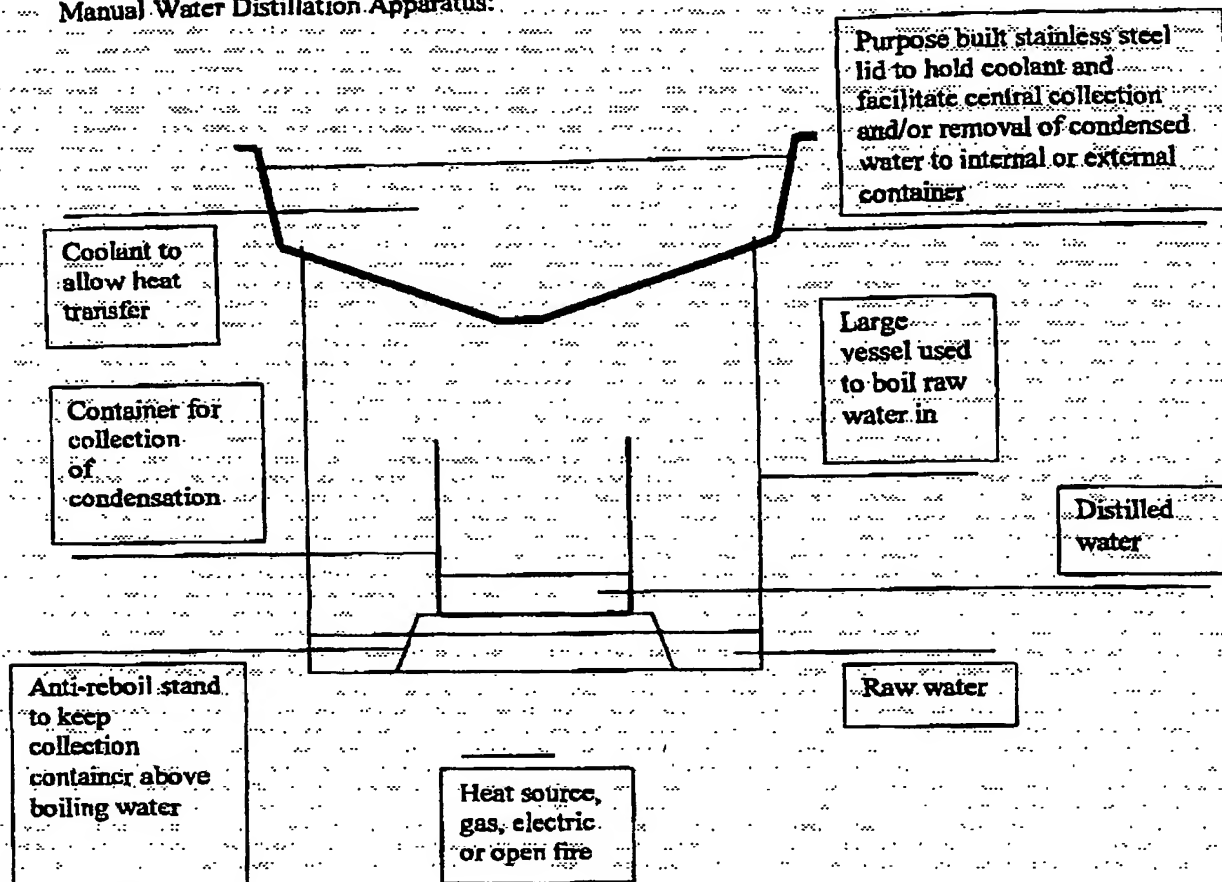 Manual Water Distillation Apparatus:
Purpose built stainless steel
lid to hold coolant and
facilitate central collection
and/or removal of condensed
water to internal or external
container
Coolant to
allow heat
transfer
Large
vessel used
to boil raw
water in
Container for
collection
of
condensation
Distilled
water
Anti-reboil stand
to keep
collection
container above
boiling water
Raw water
Heat source,
gas, electric
or open fire